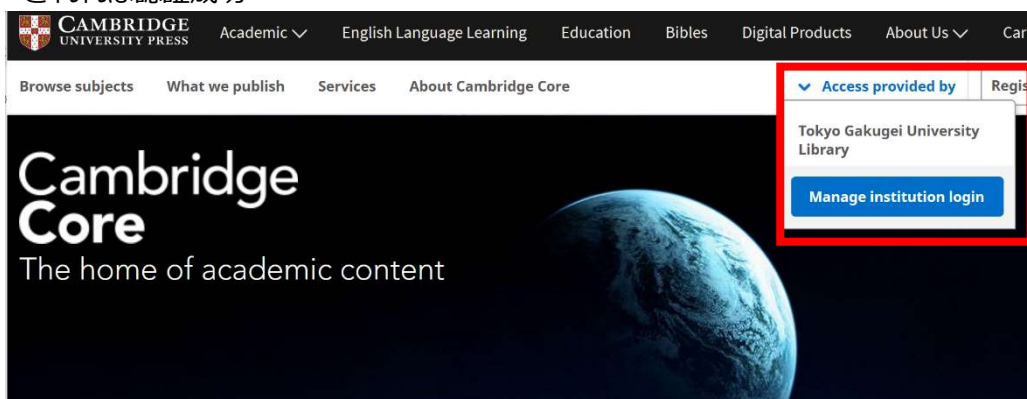 CAMBRIDGE
UNIVERSITY PRESS
Academic
English Language Learning
Education
Bibles
Digital Products
About Us
Browse subjects
What we publish
Services
About Cambridge Core
Access provided by
Tokyo Gakugei University
Library
Manage institution login
Cambridge
Core
The home of academic content